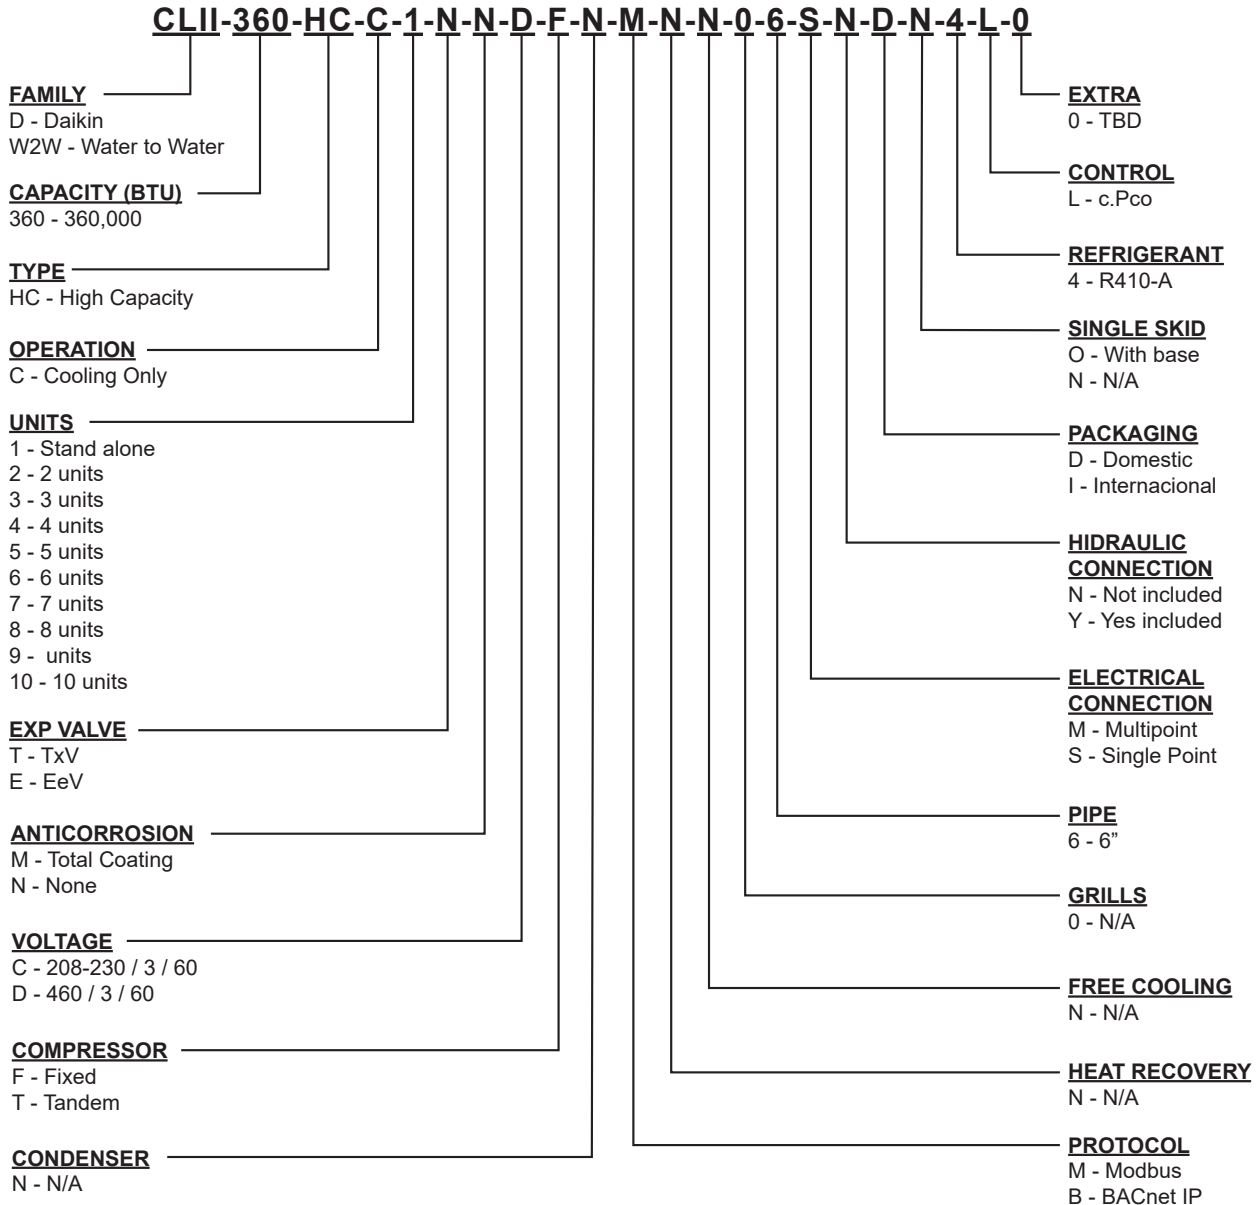 CLII-360-HC-C-1-N-N-D-F-N-M-N-N-0-6-S-N-D-N-4-L-0
FAMILY
D - Daikin
W2W - Water to Water
CAPACITY (BTU)
360 - 360,000
TYPE
HC - High Capacity
OPERATION
C - Cooling Only
UNITS
1 - Stand alone
2 - 2 units
3 - 3 units
4 - 4 units
5 - 5 units
6 - 6 units
7 - 7 units
8 - 8 units
9 -  units
10 - 10 units
EXP VALVE
T - TxV
E - EeV
ANTICORROSION
M - Total Coating
N - None
VOLTAGE
C - 208-230 / 3 / 60
D - 460 / 3 / 60
COMPRESSOR
F - Fixed
T - Tandem
CONDENSER
N - N/A
EXTRA
0 - TBD
CONTROL
L - c.Pco
REFRIGERANT
4 - R410-A
SINGLE SKID
O - With base
N - N/A
PACKAGING
D - Domestic
I - Internacional
HIDRAULIC
CONNECTION
N - Not included
Y - Yes included
ELECTRICAL
CONNECTION
M - Multipoint
S - Single Point
PIPE
6 - 6”
GRILLS
0 - N/A
FREE COOLING
N - N/A
HEAT RECOVERY
N - N/A
PROTOCOL
M - Modbus
B - BACnet IP